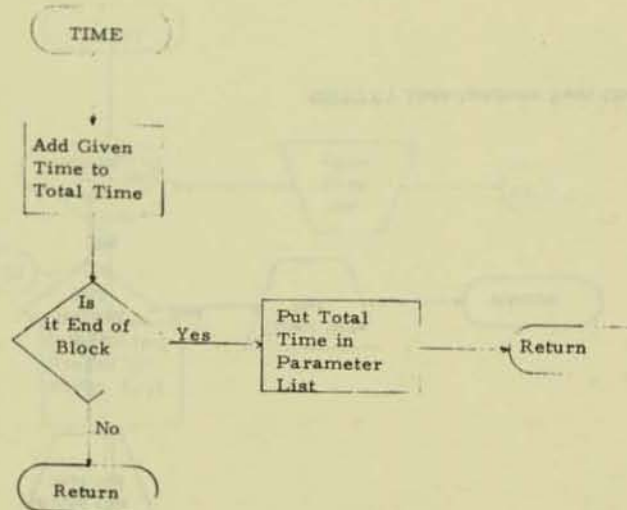 TIME
Add Given
Time to
Total Time
Is
it End of
Block
Yes
Put Total
Time in
Parameter
List
Return
No
Return